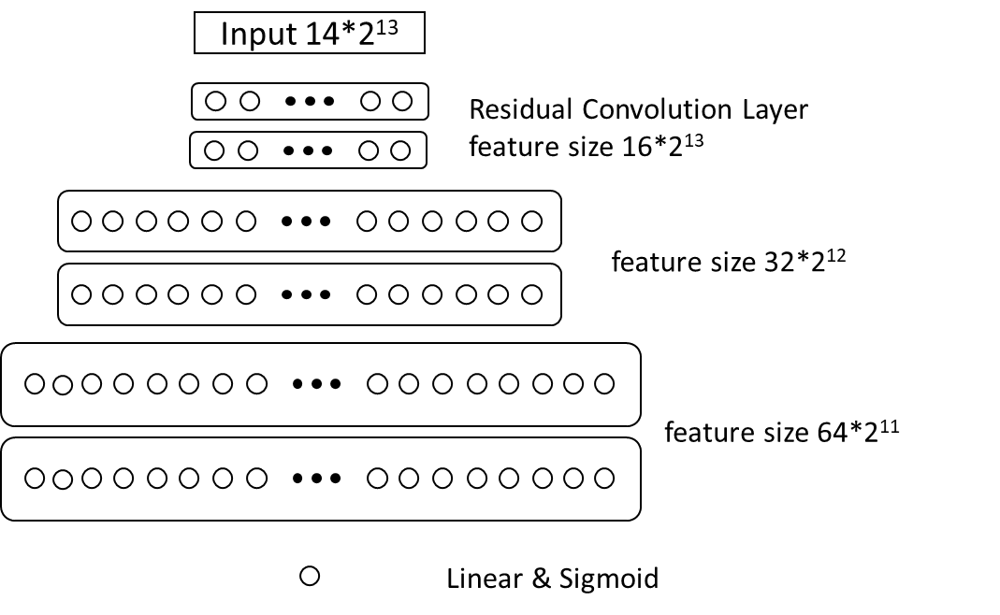 Input 14*2¹³
Residual Convolution Layer
feature size 16*2¹³
feature size 32*2¹²
feature size 64*2¹¹
Linear & Sigmoid